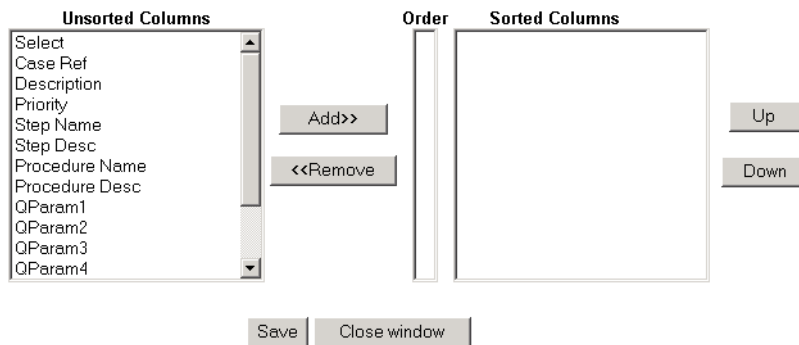 Unsorted Columns
Order
Sorted Columns
Select
Case Ref
Description
Priority
Step Name
Step Desc
Procedure Name
Procedure Desc
QParam1
QParam2
QParam3
QParam4
Add>>
<<Remove
Up
Down
Save
Close window